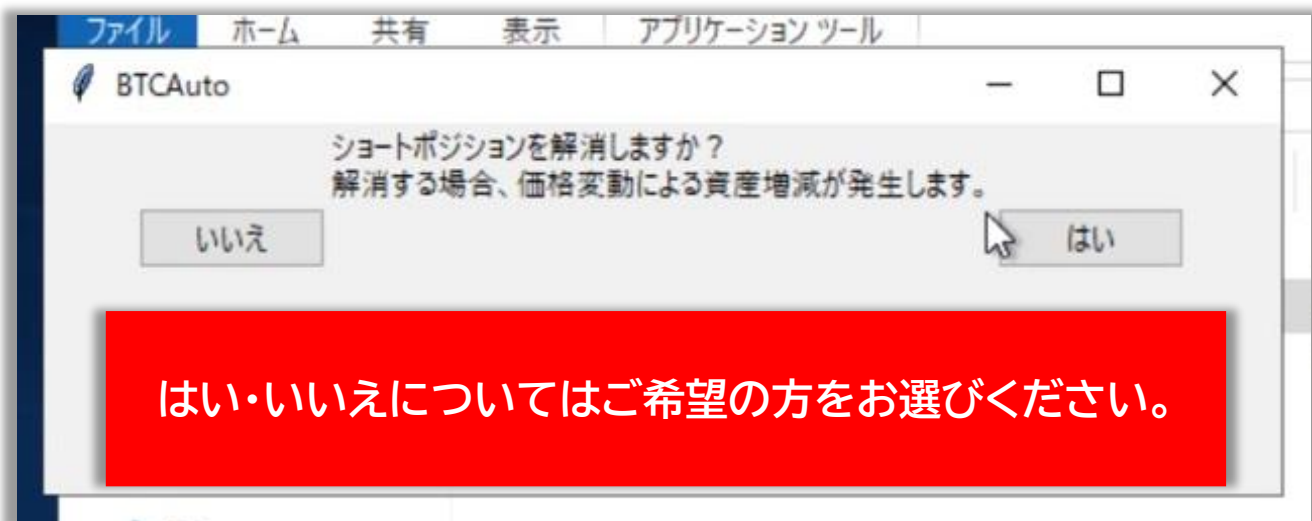 ファイル ホーム 共有 表示 アプリケーション ツール
BTCAuto
ショートポジションを解消しますか？
解消する場合、価格変動による資産増減が発生します。
いいえ はい
はい・いいえについてはご希望の方をお選びください。